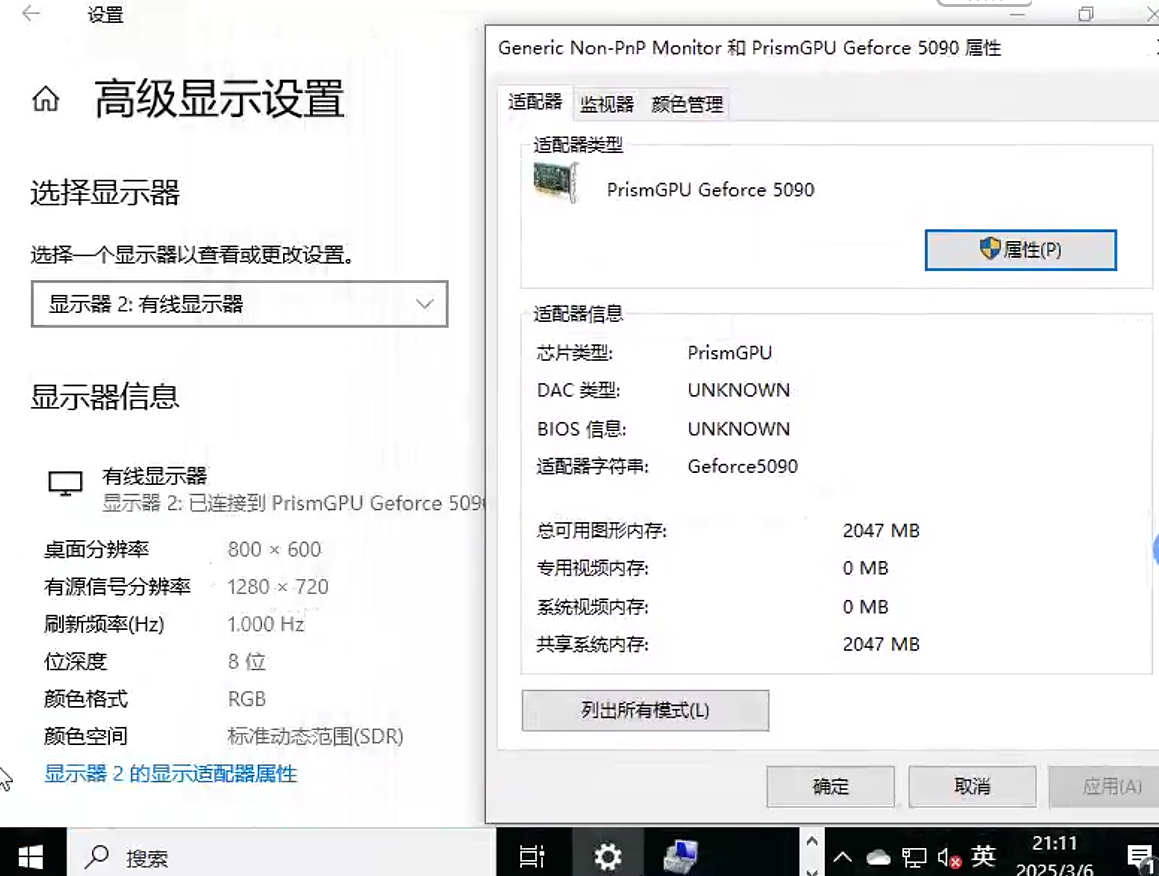 设置
高级显示设置
选择显示器
选择一个显示器以查看或更改设置。
显示器 2: 有线显示器
显示器信息
有线显示器
显示器 2: 已连接到 PrismGPU Geforce 509
桌面分辨率 800 × 600
有源信号分辨率 1280 × 720
刷新频率(Hz) 1.000 Hz
位深度 8 位
颜色格式 RGB
颜色空间 标准动态范围(SDR)
显示器 2 的显示适配器属性
Generic Non-PnP Monitor 和 PrismGPU Geforce 5090 属性
适配器 监视器 颜色管理
适配器类型
PrismGPU Geforce 5090
属性(P)
适配器信息
芯片类型: PrismGPU
DAC 类型: UNKNOWN
BIOS 信息: UNKNOWN
适配器字符串: Geforce5090
总可用图形内存: 2047 MB
专用视频内存: 0 MB
系统视频内存: 0 MB
共享系统内存: 2047 MB
列出所有模式(L)
确定 取消 应用(A)
搜索
英
21:11
2025/3/6
1